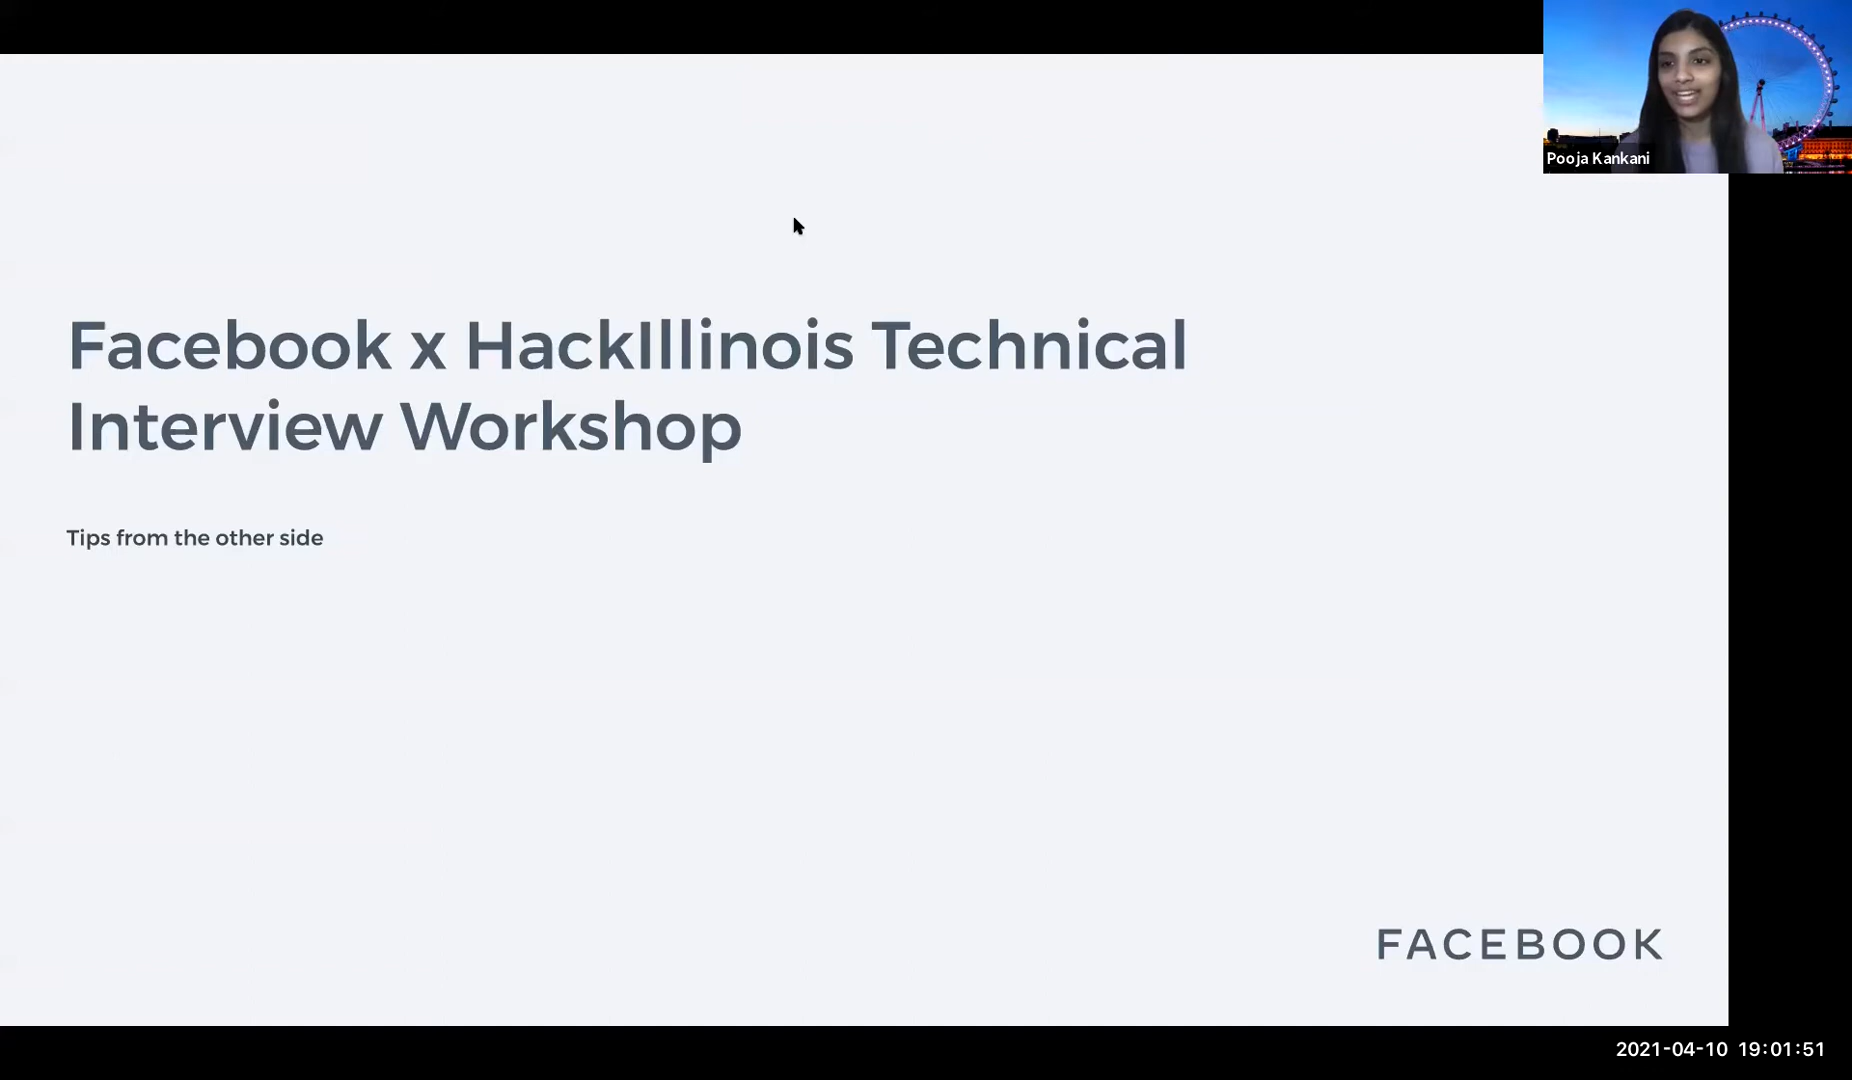 Pooja Kankani
Facebook x HackIllinois Technical
Interview Workshop
Tips from the other side
FACEBOOK
2021-04-10 19:01:51